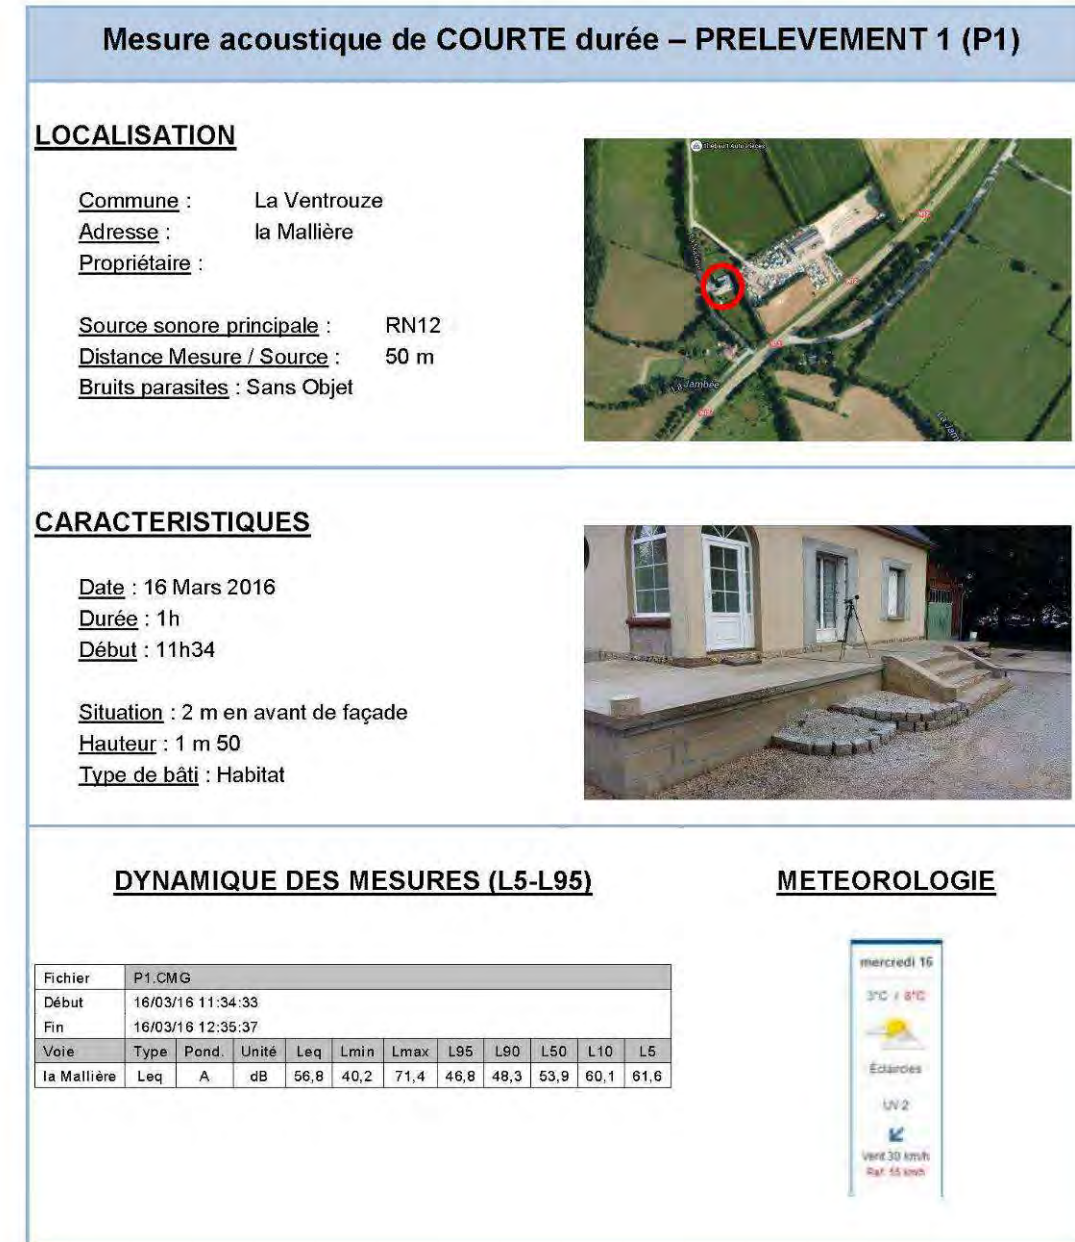 Mesure acoustique de COURTE durée – PRELEVEMENT 1 (P1)
LOCALISATION
Commune : La Ventrouze
Adresse : la Mallière
Propriétaire :
Source sonore principale : RN12
Distance Mesure / Source : 50 m
Bruits parasites : Sans Objet
Thiebaut Auto Pièces
La Jambée
CARACTERISTIQUES
Date : 16 Mars 2016
Durée : 1h
Début : 11h34
Situation : 2 m en avant de façade
Hauteur : 1 m 50
Type de bâti : Habitat
DYNAMIQUE DES MESURES (L5-L95)
Fichier P1.CMG
Début 16/03/16 11:34:33
Fin 16/03/16 12:35:37
Voie Type Pond. Unité Leq Lmin Lmax L95 L90 L50 L10 L5
la Mallière Leq A dB 56,8 40,2 71,4 46,8 48,3 53,9 60,1 61,6
METEOROLOGIE
mercredi 16
3°C / 8°C
Éclaircies
UV 2
Vent 30 km/h
Raf. 55 km/h